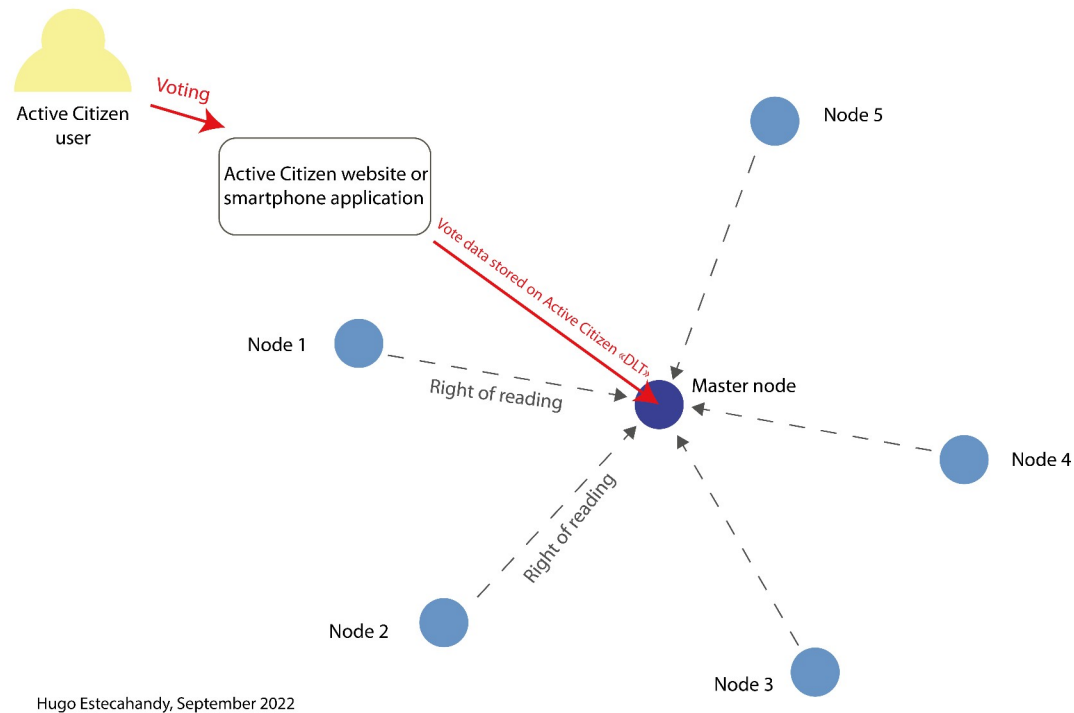 Active Citizen
user
Voting
Active Citizen website or
smartphone application
Vote data stored on Active Citizen «DLT»
Node 5
Node 1
Right of reading
Master node
Node 4
Right of reading
Node 2
Node 3
Hugo Estecahandy, September 2022